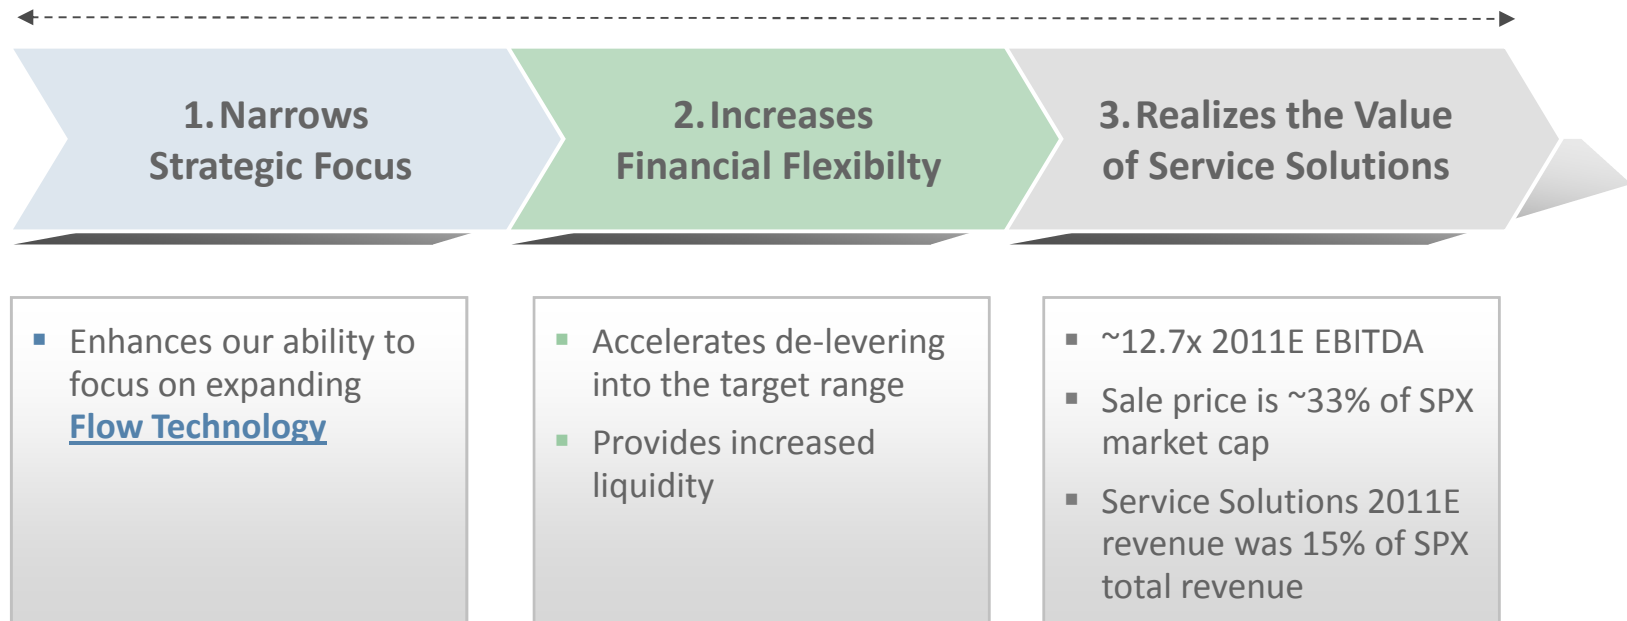 1. Narrows
Strategic Focus
2. Increases
Financial Flexibilty
3. Realizes the Value
of Service Solutions
▪ Enhances our ability to
focus on expanding
Flow Technology
▪ Accelerates de-levering
into the target range
▪ Provides increased
liquidity
▪ ~12.7x 2011E EBITDA
▪ Sale price is ~33% of SPX
market cap
▪ Service Solutions 2011E
revenue was 15% of SPX
total revenue